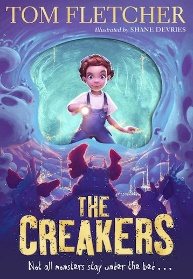 TOM FLETCHER
Illustrated by SHANE DEVRIES
THE
CREAKERS
Not all monsters stay under the bed . . .